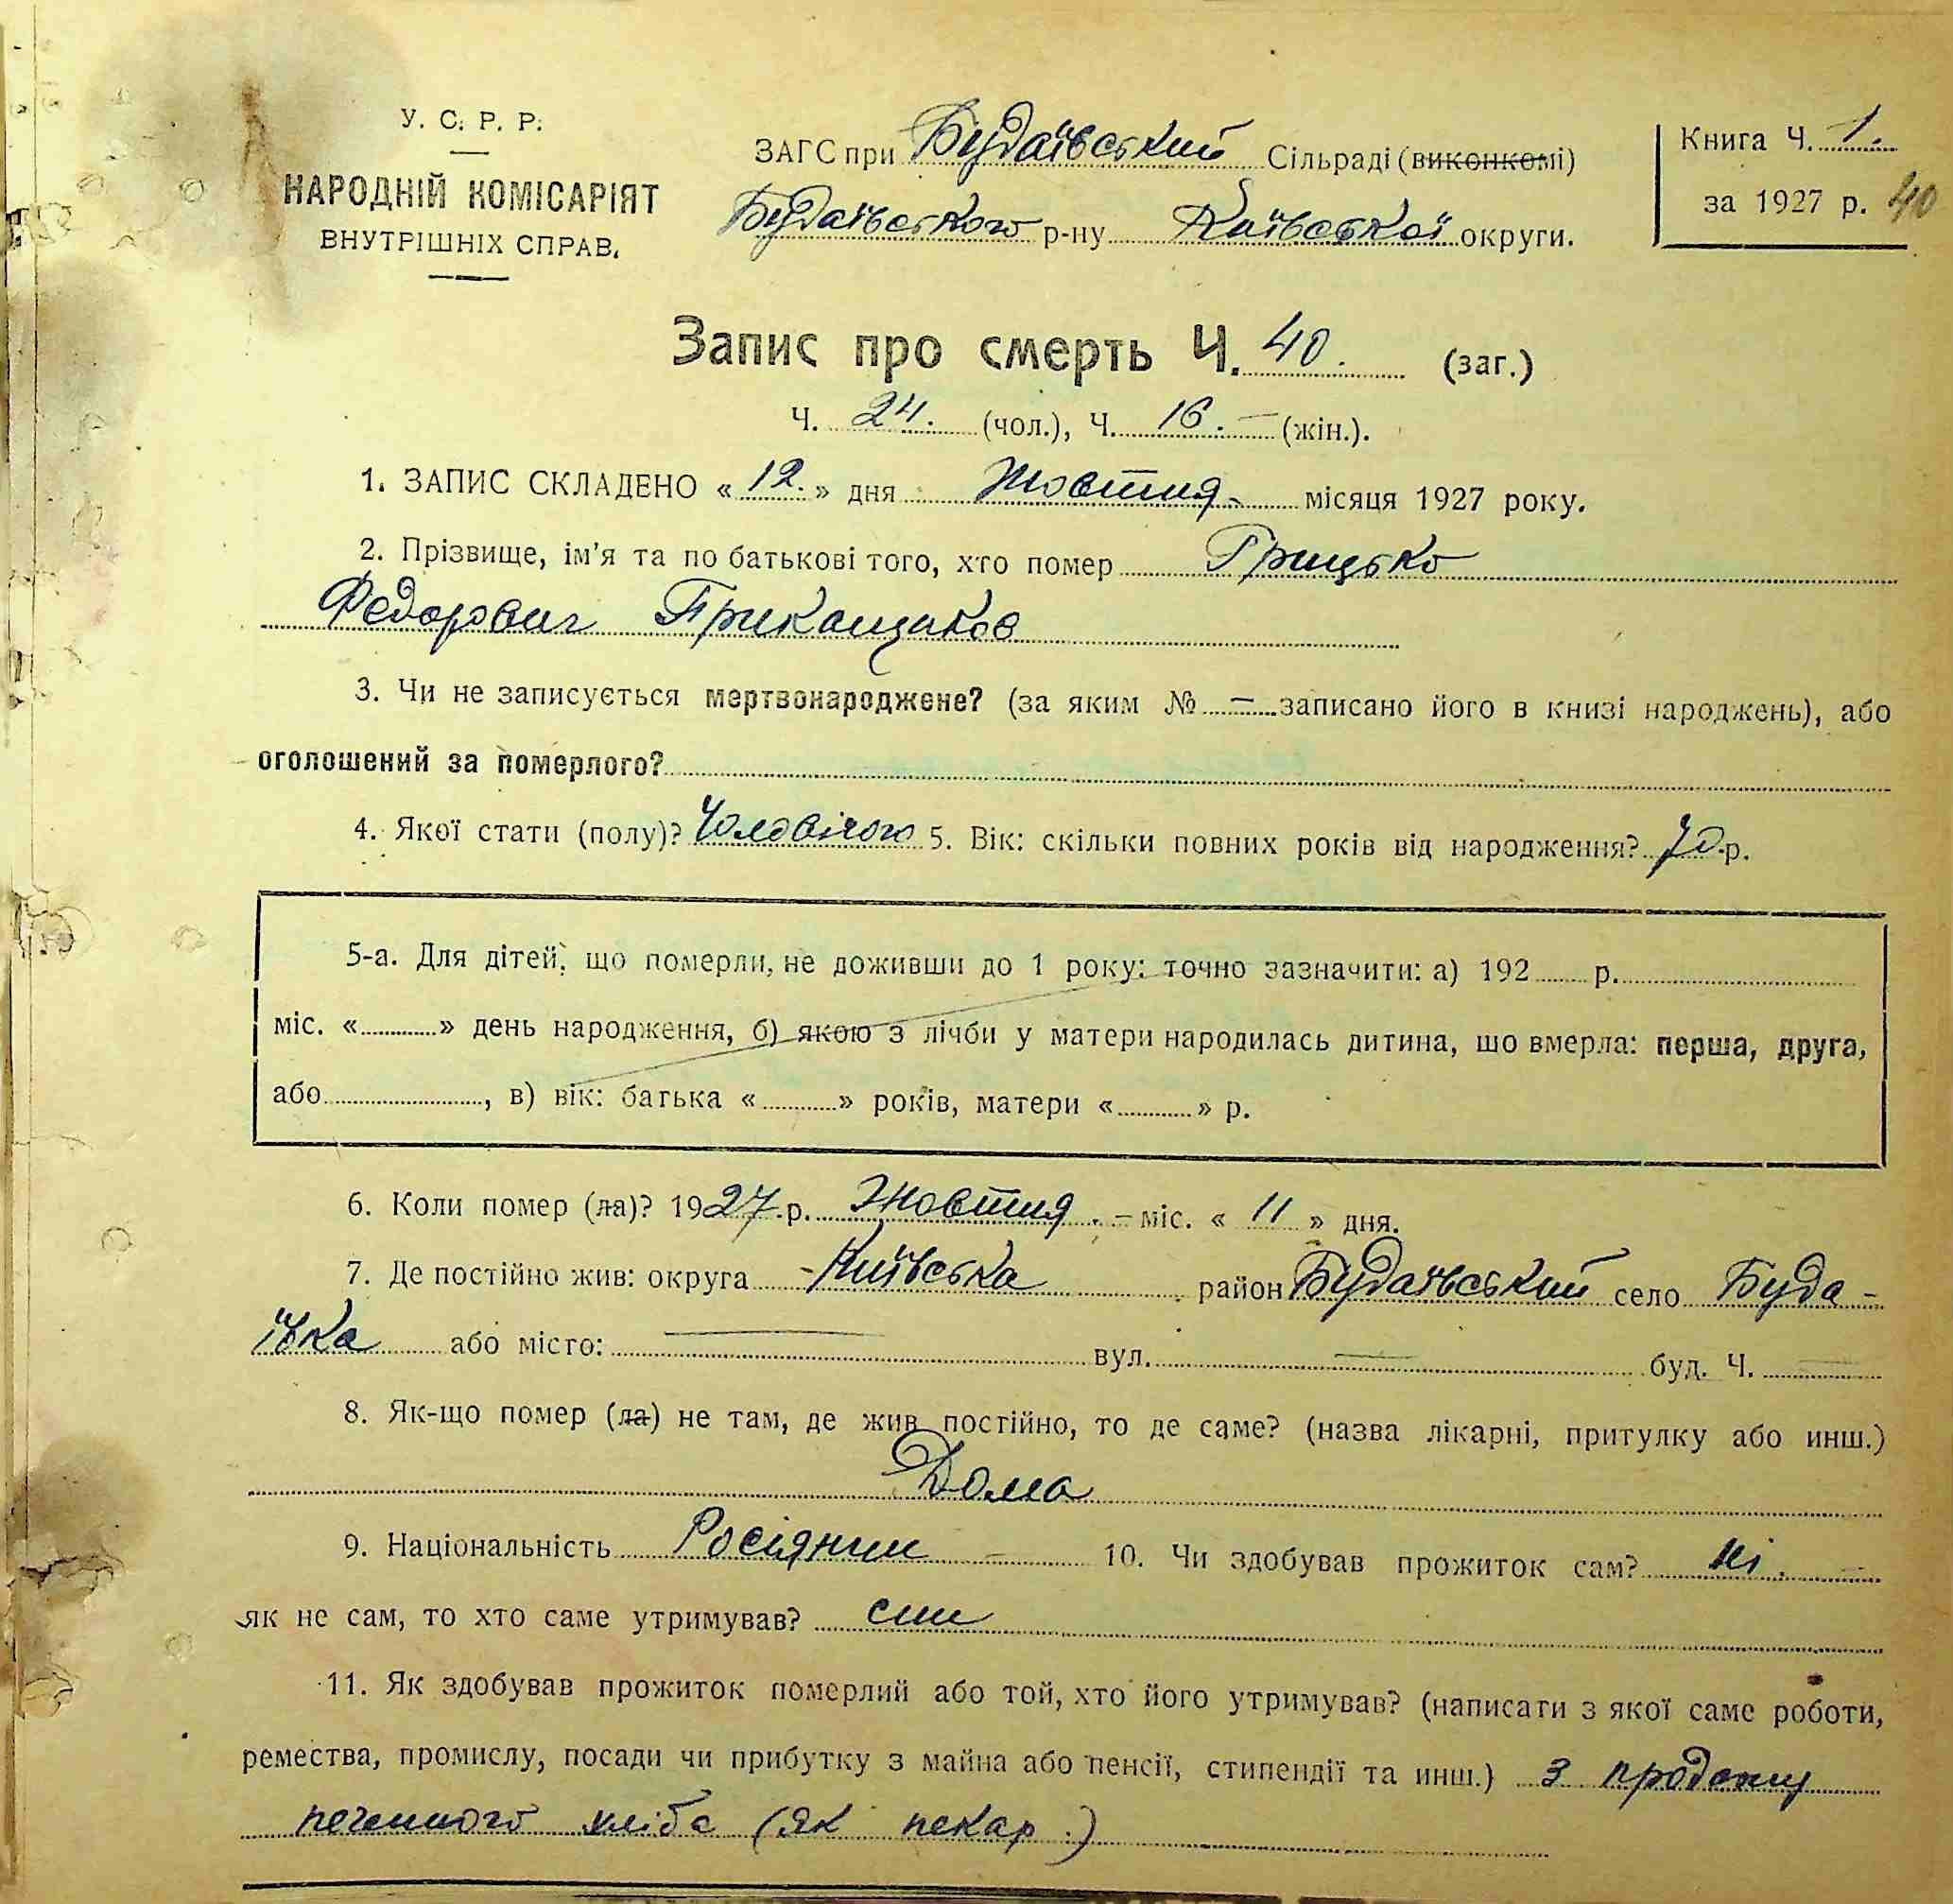 У. С. Р. Р.
НАРОДНІЙ КОМІСАРІЯТ
ВНУТРІШНІХ СПРАВ.
ЗАГС при Будаївський Сільраді (виконкомі)
Будаївського р-ну Київської округи.
Книга Ч. 1.
за 1927 р. 40
Запис про смерть Ч. 40. (заг.)
Ч. 24. (чол.), Ч. 16. — (жін.).
1. ЗАПИС СКЛАДЕНО « 12. » дня Жовтня місяця 1927 року.
2. Прізвище, ім'я та по батькові того, хто помер Грицько
Федорович Приканщиков
3. Чи не записується мертвонароджене? (за яким № — записано його в книзі народжень), або
оголошений за померлого?
4. Якої стати (полу)? Чоловічого 5. Вік: скільки повних років від народження? 70 р.
5-а. Для дітей, що померли, не доживши до 1 року: точно зазначити: а) 192 р.
міс. « » день народження, б) якою з лічби у матери народилась дитина, що вмерла: перша, друга,
або , в) вік: батька « » років, матери « » р.
6. Коли помер (ла)? 1927 р. Жовтня. — міс. « 11 » дня.
7. Де постійно жив: округа Київська район Будаївський село Буда-
ївка або місто: — вул. — буд. Ч. —
8. Як-що помер (ла) не там, де жив постійно, то де саме? (назва лікарні, притулку або инш.)
Дома
9. Національність Росіянин — 10. Чи здобував прожиток сам? ні. —
як не сам, то хто саме утримував? син
11. Як здобував прожиток померлий або той, хто його утримував? (написати з якої саме роботи,
ремества, промислу, посади чи прибутку з майна або пенсії, стипендії та инш.) з продажу
печенного хліба (як пекар.)